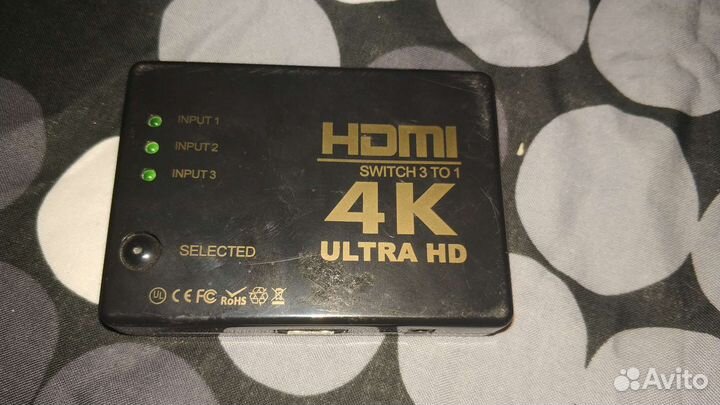 INPUT 1
INPUT 2
INPUT 3
SELECTED
HDMI
SWITCH 3 TO 1
4K
ULTRA HD
UL CE FC RoHS
Avito